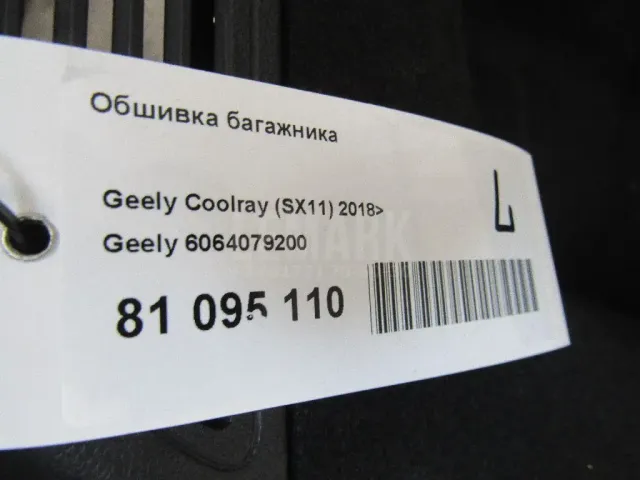 Обшивка багажника
L
Geely Coolray (SX11) 2018>
Geely 6064079200
81 095 110